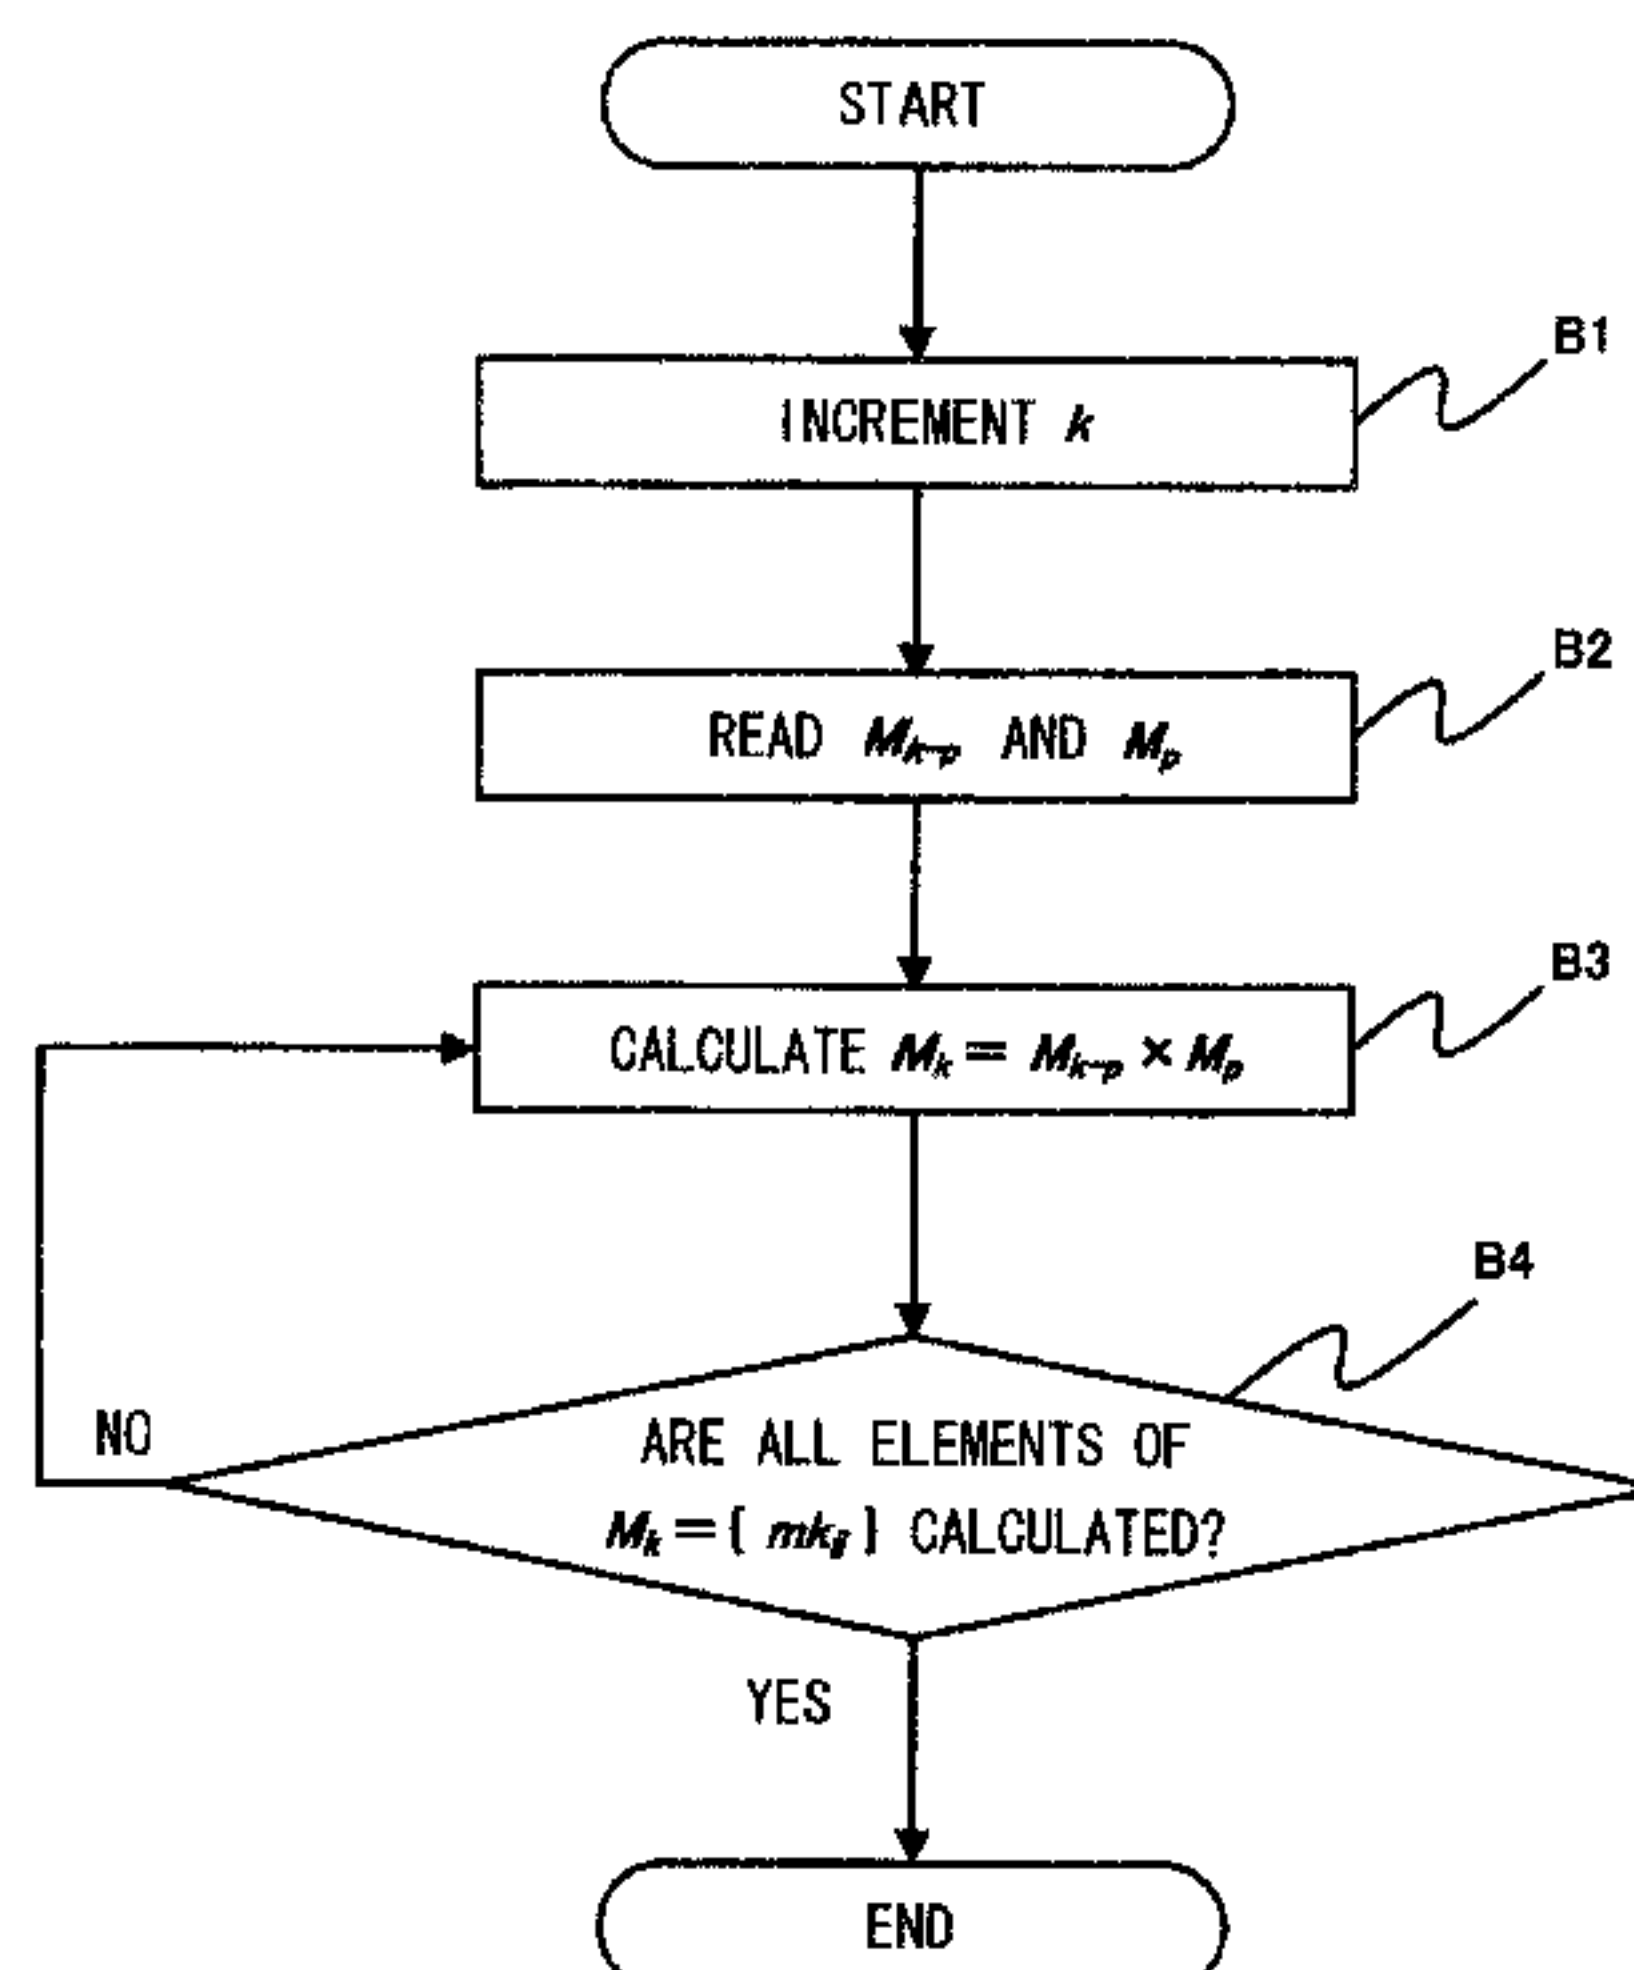 START
INCREMENT k
B1
READ Mk-p AND Mp
B2
CALCULATE Mk = Mk-p × Mp
B3
B4
ARE ALL ELEMENTS OF
Mk = { mkij } CALCULATED?
NO
YES
END